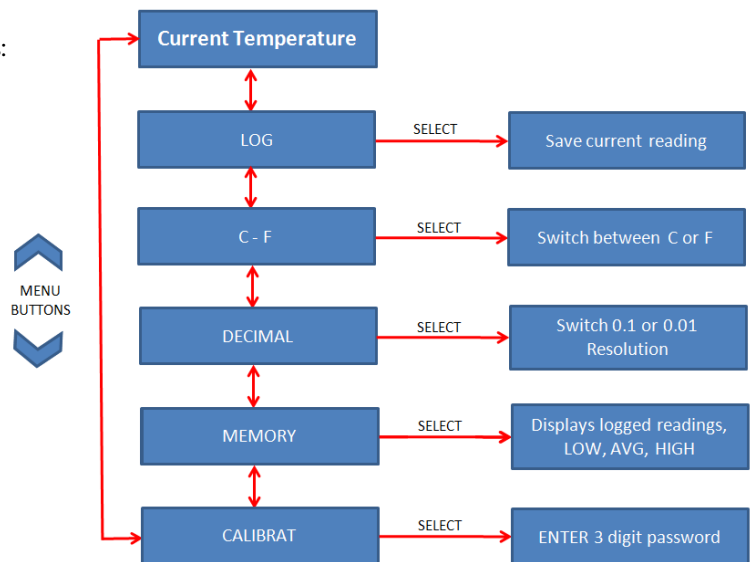 :
Current Temperature
LOG
SELECT
Save current reading
C - F
SELECT
Switch between C or F
MENU
BUTTONS
DECIMAL
SELECT
Switch 0.1 or 0.01
Resolution
MEMORY
SELECT
Displays logged readings,
LOW, AVG, HIGH
CALIBRAT
SELECT
ENTER 3 digit password